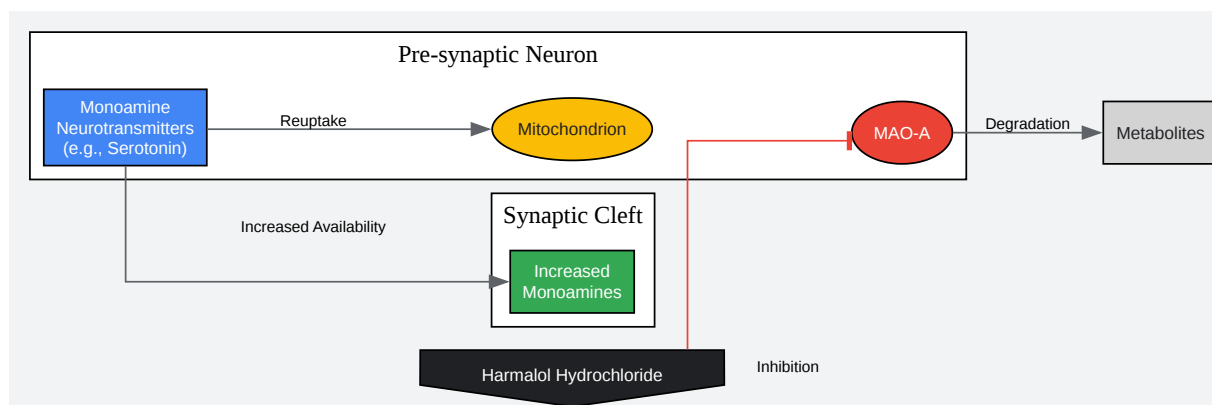 Pre-synaptic Neuron
Monoamine
Neurotransmitters
(e.g., Serotonin)
Reuptake
Mitochondrion
MAO-A
Degradation
Metabolites
Synaptic Cleft
Increased Availability
Increased
Monoamines
Harmalol Hydrochloride
Inhibition